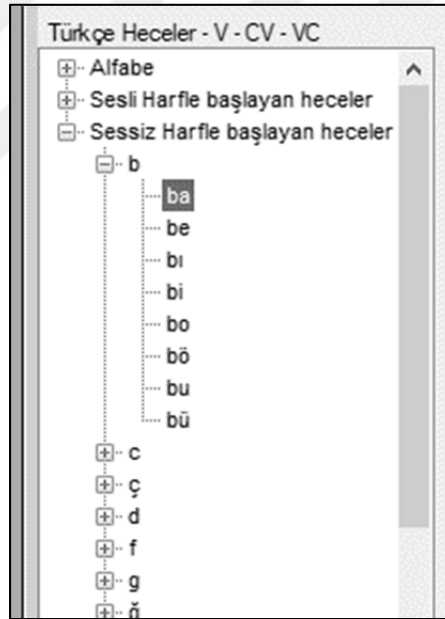 Türkçe Heceler - V - CV - VC
Alfabe
Sesli Harfle başlayan heceler
Sessiz Harfle başlayan heceler
b
ba
be
bı
bi
bo
bö
bu
bü
c
ç
d
f
g
ğ